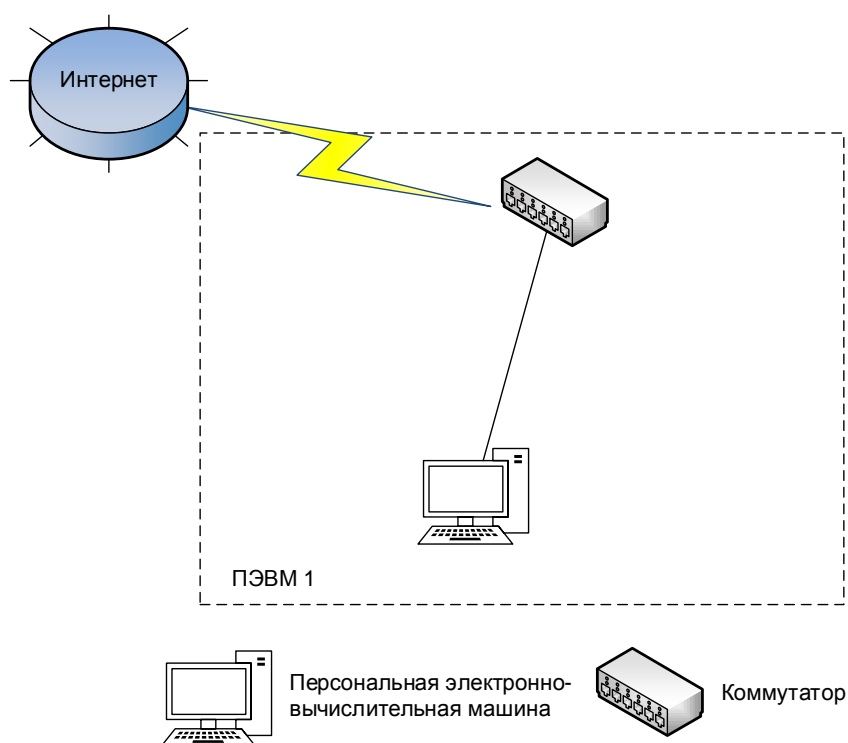 Интернет
ПЭВМ 1
Персональная электронно-
вычислительная машина
Коммутатор